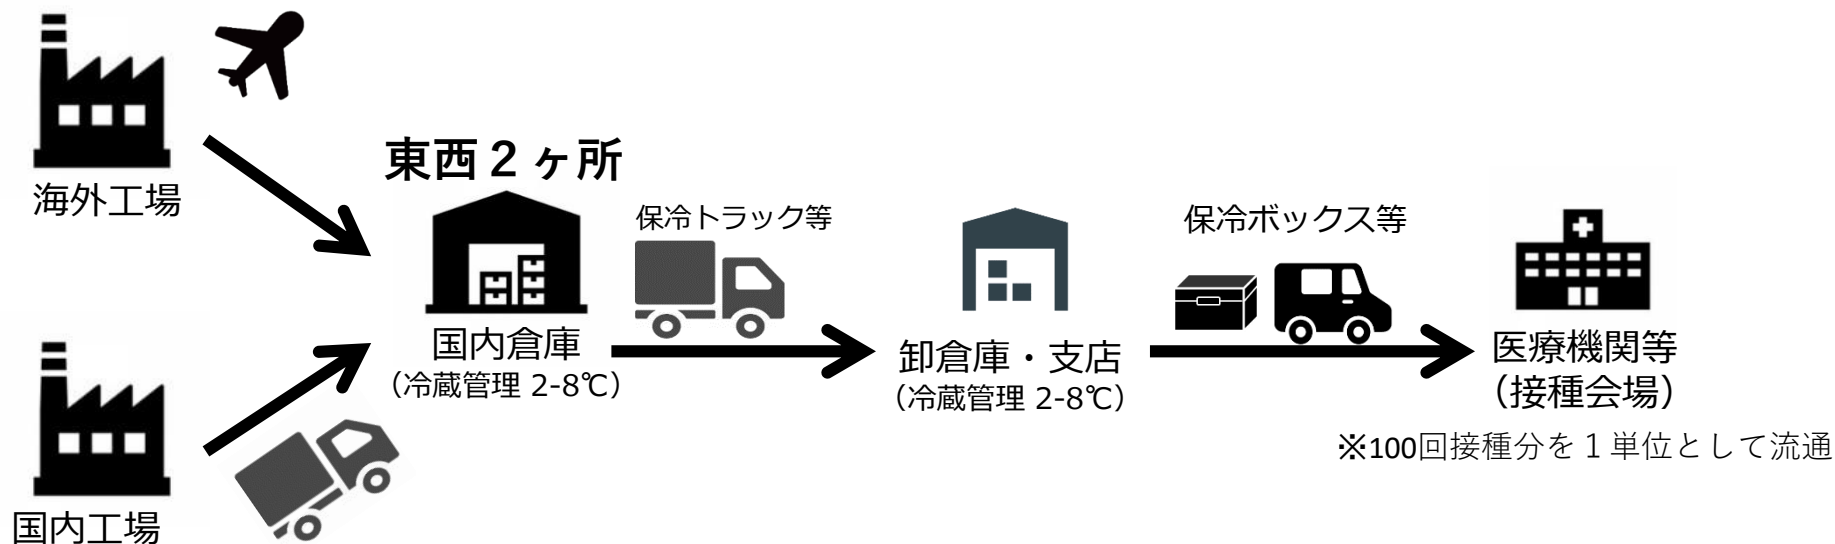 海外工場
東西２ヶ所
国内倉庫
（冷蔵管理 2-8℃）
国内工場
保冷トラック等
卸倉庫・支店
（冷蔵管理 2-8℃）
保冷ボックス等
医療機関等
（接種会場）
※100回接種分を１単位として流通